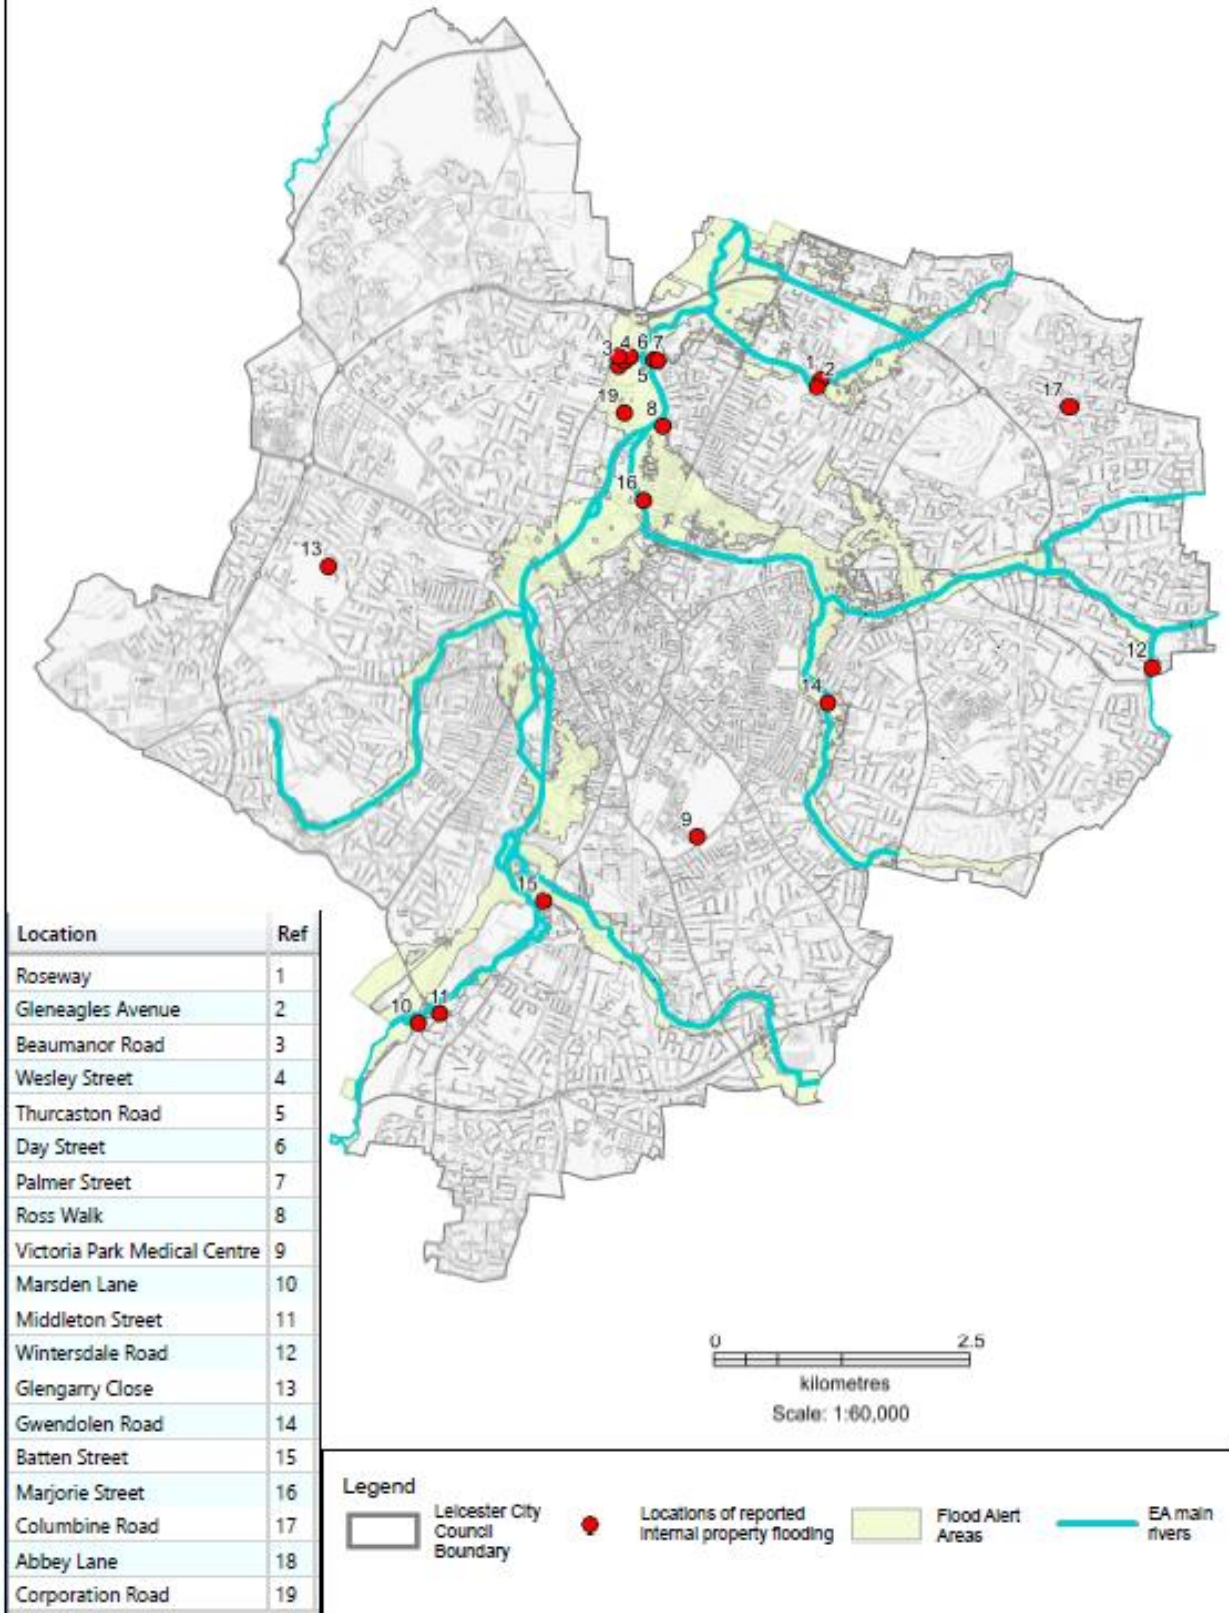 3
4
6
7
5
1
2
19
8
17
16
13
12
14
9
15
10
11
Location Ref
Roseway 1
Gleneagles Avenue 2
Beaumanor Road 3
Wesley Street 4
Thurcaston Road 5
Day Street 6
Palmer Street 7
Ross Walk 8
Victoria Park Medical Centre 9
Marsden Lane 10
Middleton Street 11
Wintersdale Road 12
Glengarry Close 13
Gwendolen Road 14
Batten Street 15
Marjorie Street 16
Columbine Road 17
Abbey Lane 18
Corporation Road 19
0 2.5
kilometres
Scale: 1:60,000
Legend
Leicester City
Council
Boundary
Locations of reported
internal property flooding
Flood Alert
Areas
EA main
rivers